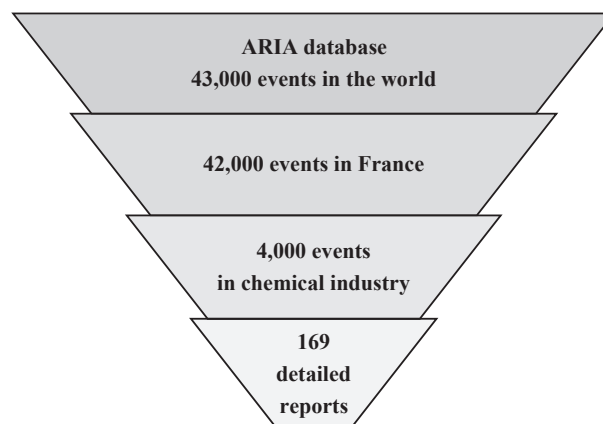 ARIA database
43,000 events in the world
42,000 events in France
4,000 events
in chemical industry
169
detailed
reports